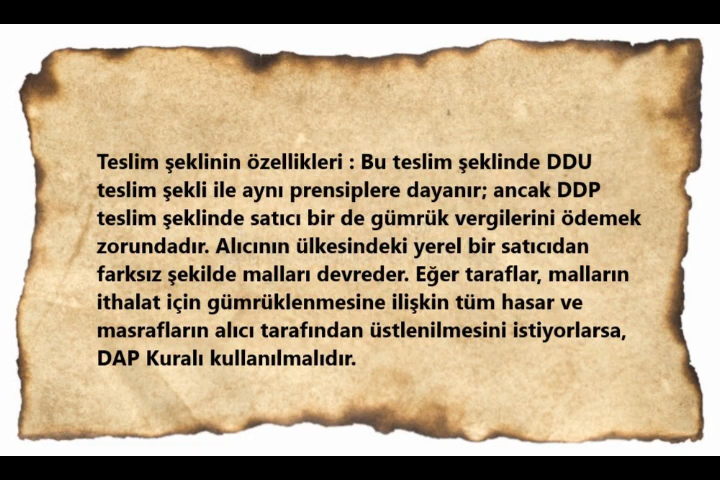 Teslim şeklinin özellikleri : Bu teslim şeklinde DDU
teslim şekli ile aynı prensiplere dayanır; ancak DDP
teslim şeklinde satıcı bir de gümrük vergilerini ödemek
zorundadır. Alıcının ülkesindeki yerel bir satıcıdan
farksız şekilde malları devreder. Eğer taraflar, malların
ithalat için gümrüklenmesine ilişkin tüm hasar ve
masrafların alıcı tarafından üstlenilmesini istiyorlarsa,
DAP Kuralı kullanılmalıdır.